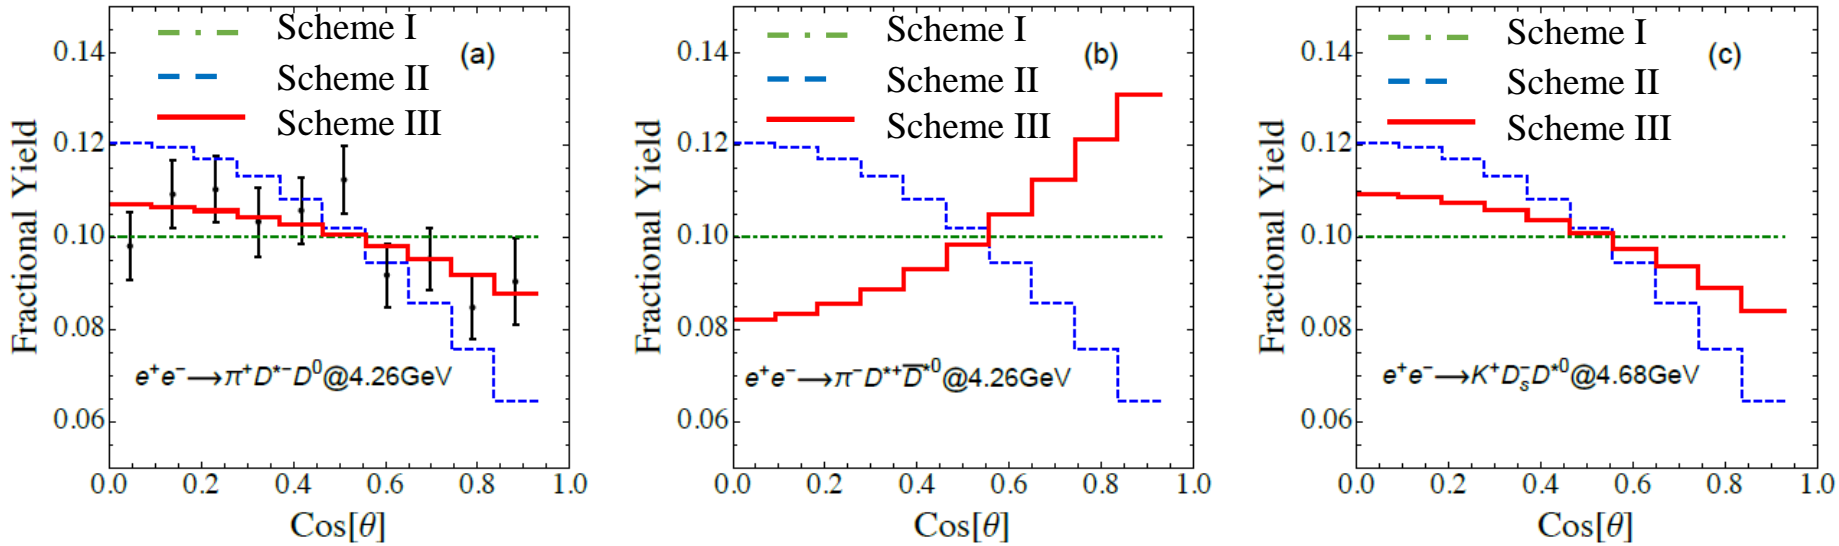 Scheme I
Scheme II
Scheme III
(a)
0.14
0.12
0.10
0.08
0.06
Fractional Yield
e⁺e⁻⟶π⁺D*⁻D⁰@4.26GeV
0.0 0.2 0.4 0.6 0.8 1.0
Cos[θ]
Scheme I
Scheme II
Scheme III
(b)
0.14
0.12
0.10
0.08
0.06
Fractional Yield
e⁺e⁻⟶π⁻D*⁺D̅*⁰@4.26GeV
0.0 0.2 0.4 0.6 0.8 1.0
Cos[θ]
Scheme I
Scheme II
Scheme III
(c)
0.14
0.12
0.10
0.08
0.06
Fractional Yield
e⁺e⁻⟶K⁺Dₛ⁻D*⁰@4.68GeV
0.0 0.2 0.4 0.6 0.8 1.0
Cos[θ]